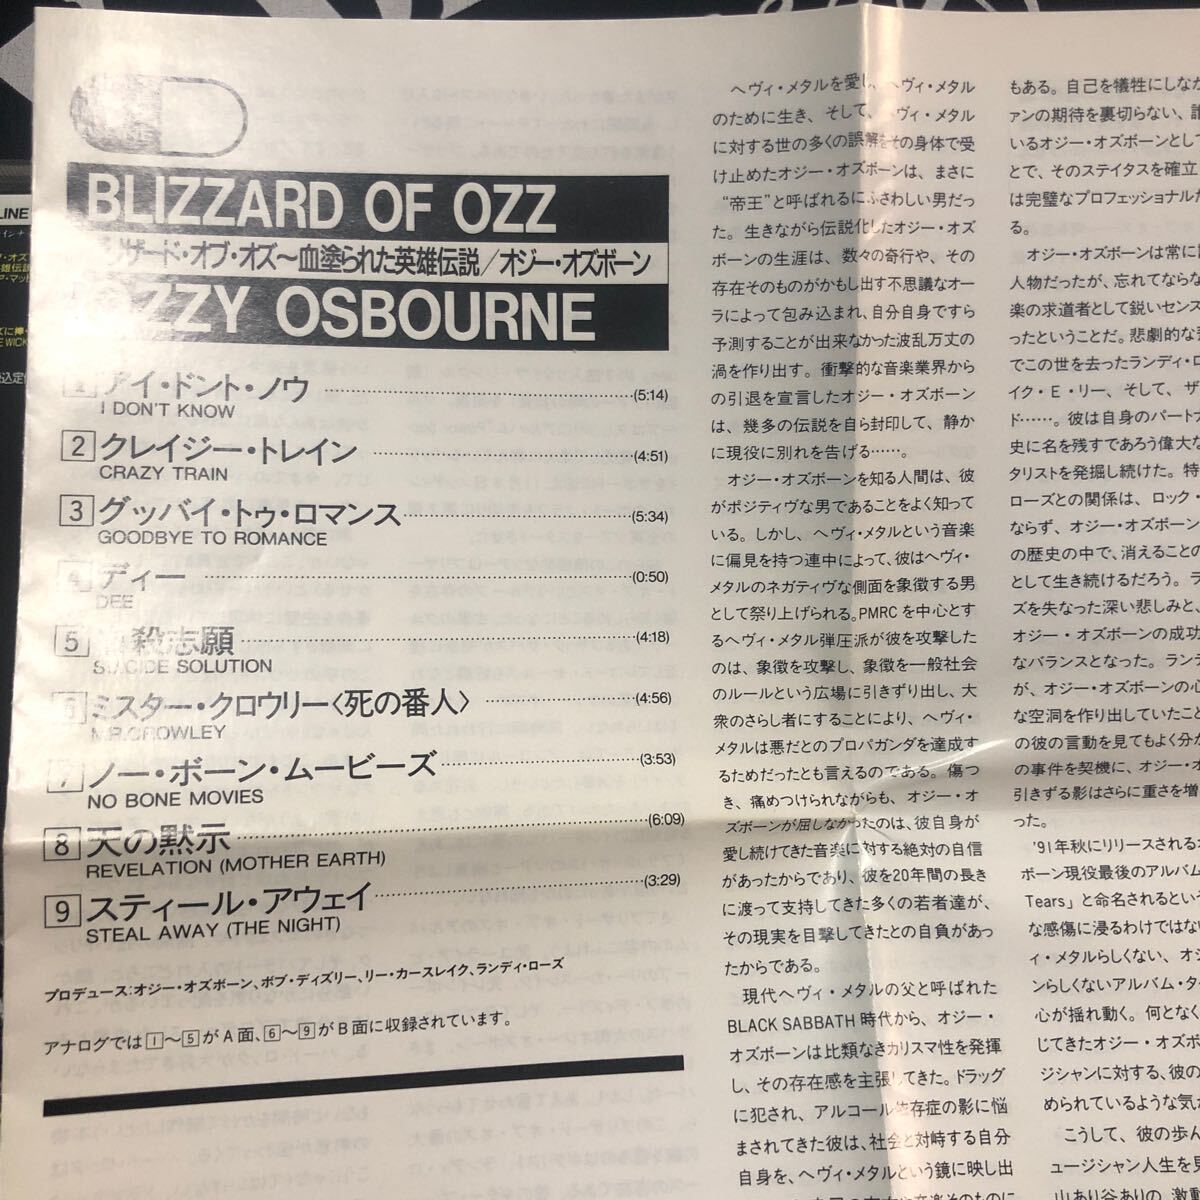 BLIZZARD OF OZZ
リザード・オブ・オズ〜血塗られた英雄伝説/オジー・オズボーン
OZZY OSBOURNE
1 アイ・ドント・ノウ (5:14)
I DON'T KNOW
2 クレイジー・トレイン (4:51)
CRAZY TRAIN
3 グッバイ・トゥ・ロマンス (5:34)
GOODBYE TO ROMANCE
4 ディー (0:50)
DEE
5 自殺志願 (4:18)
SUICIDE SOLUTION
6 ミスター・クロウリー〈死の番人〉 (4:56)
MR.CROWLEY
7 ノー・ボーン・ムービーズ (3:53)
NO BONE MOVIES
8 天の黙示 (6:09)
REVELATION (MOTHER EARTH)
9 スティール・アウェイ (3:29)
STEAL AWAY (THE NIGHT)
プロデュース:オジー・オズボーン、ボブ・ディズリー、リー・カースレイク、ランディ・ローズ
アナログでは1〜5がA面、6〜9がB面に収録されています。
ヘヴィ・メタルを愛し、ヘヴィ・メタル
のために生き、そして、ヘヴィ・メタル
に対する世の多くの誤解をその身体で受
け止めたオジー・オズボーンは、まさに
“帝王”と呼ばれるにふさわしい男だっ
た。生きながら伝説化したオジー・オズ
ボーンの生涯は、数々の奇行や、その
存在そのものがかもし出す不思議なオー
ラによって包み込まれ、自分自身ですら
予測することが出来なかった波乱万丈の
渦を作り出す。衝撃的な音楽業界から
の引退を宣言したオジー・オズボーン
は、幾多の伝説を自ら封印して、静か
に現役に別れを告げる……。
オジー・オズボーンを知る人間は、彼
がポジティヴな男であることをよく知って
いる。しかし、ヘヴィ・メタルという音楽
に偏見を持つ連中によって、彼はヘヴィ・
メタルのネガティヴな側面を象徴する男
として祭り上げられる。PMRCを中心とす
るヘヴィ・メタル弾圧派が彼を攻撃した
のは、象徴を攻撃し、象徴を一般社会
のルールという広場に引きずり出し、大
衆のさらし者にすることにより、ヘヴィ・
メタルは悪だとのプロパガンダを達成す
るためだったとも言えるのである。傷つ
き、痛めつけられながらも、オジー・オ
ズボーンが屈しなかったのは、彼自身が
愛し続けてきた音楽に対する絶対の自信
があったからであり、彼を20年間の長き
に渡って支持してきた多くの若者達が、
その現実を目撃してきたとの自負があっ
たからである。
現代ヘヴィ・メタルの父と呼ばれた
BLACK SABBATH時代から、オジー・
オズボーンは比類なきカリスマ性を発揮
し、その存在感を主張してきた。ドラッグ
に犯され、アルコール依存症の影に悩
まされてきた彼は、社会と対峙する自分
自身を、ヘヴィ・メタルという鏡に映し出
もある。自己を犠牲にしなが
ァンの期待を裏切らない、誰
いるオジー・オズボーンとし
とで、そのステイタスを確立
は完璧なプロフェッショナルだ
る。
オジー・オズボーンは常に
人物だったが、忘れてならな
楽の求道者として鋭いセンス
ったということだ。悲劇的な
でこの世を去ったランディ・ロ
イク・E・リー、そして、ザ
ド……。彼は自身のパートナ
史に名を残すであろう偉大な
タリストを発掘し続けた。特
ローズとの関係は、ロック・
ならず、オジー・オズボーン
の歴史の中で、消えることの
として生き続けるだろう。ラ
ズを失なった深い悲しみと、
オジー・オズボーンの成功
なバランスとなった。ランデ
が、オジー・オズボーンの心
な空洞を作り出していたこと
の彼の言動を見てもよく分か
の事件を契機に、オジー・オ
引きずる影はさらに重さを増
った。
'91年秋にリリースされるオ
ボーン現役最後のアルバム
Tears」と命名されるという
な感傷に浸るわけではない
ィ・メタルらしくない、オジ
ンらしくないアルバム・タイ
心が揺れ動く。何となく
じてきたオジー・オズボ
ジシャンに対する、彼の
められているような気が
こうして、彼の歩ん
ュージシャン人生を見
山あり谷ありの、激動
LINE